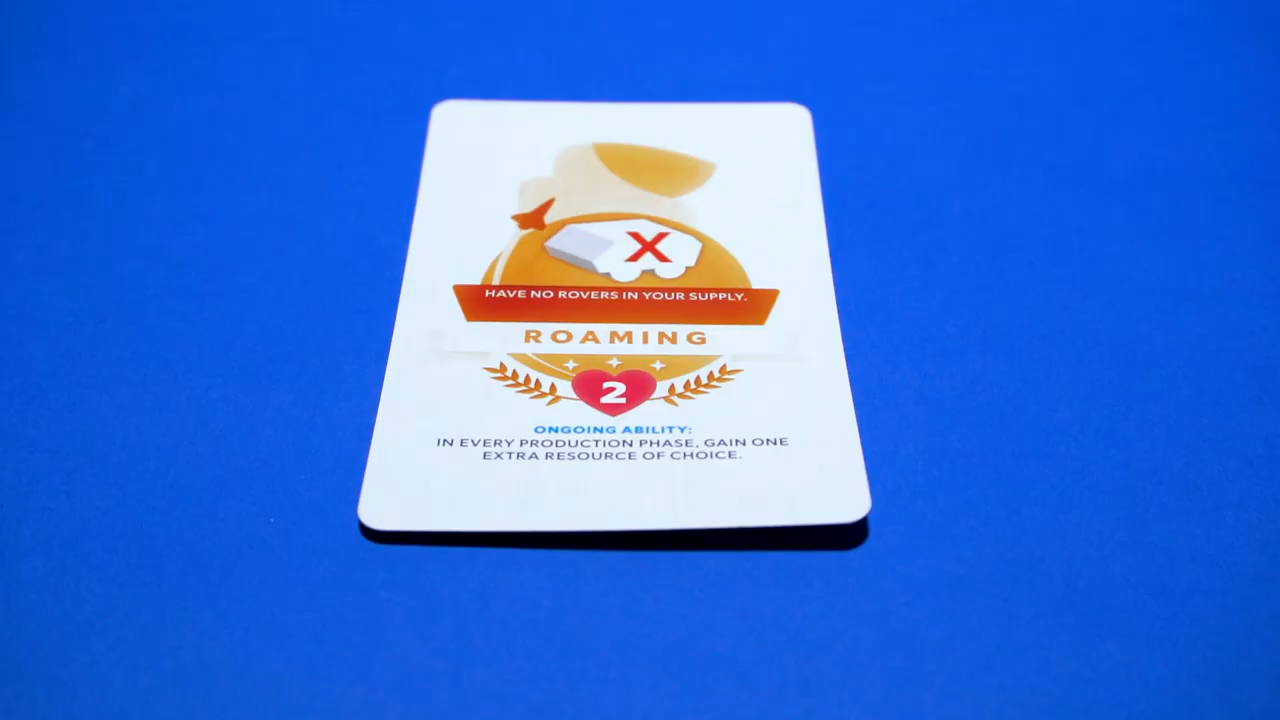 X
HAVE NO ROVERS IN YOUR SUPPLY.
ROAMING
2
ONGOING ABILITY:
IN EVERY PRODUCTION PHASE, GAIN ONE
EXTRA RESOURCE OF CHOICE.